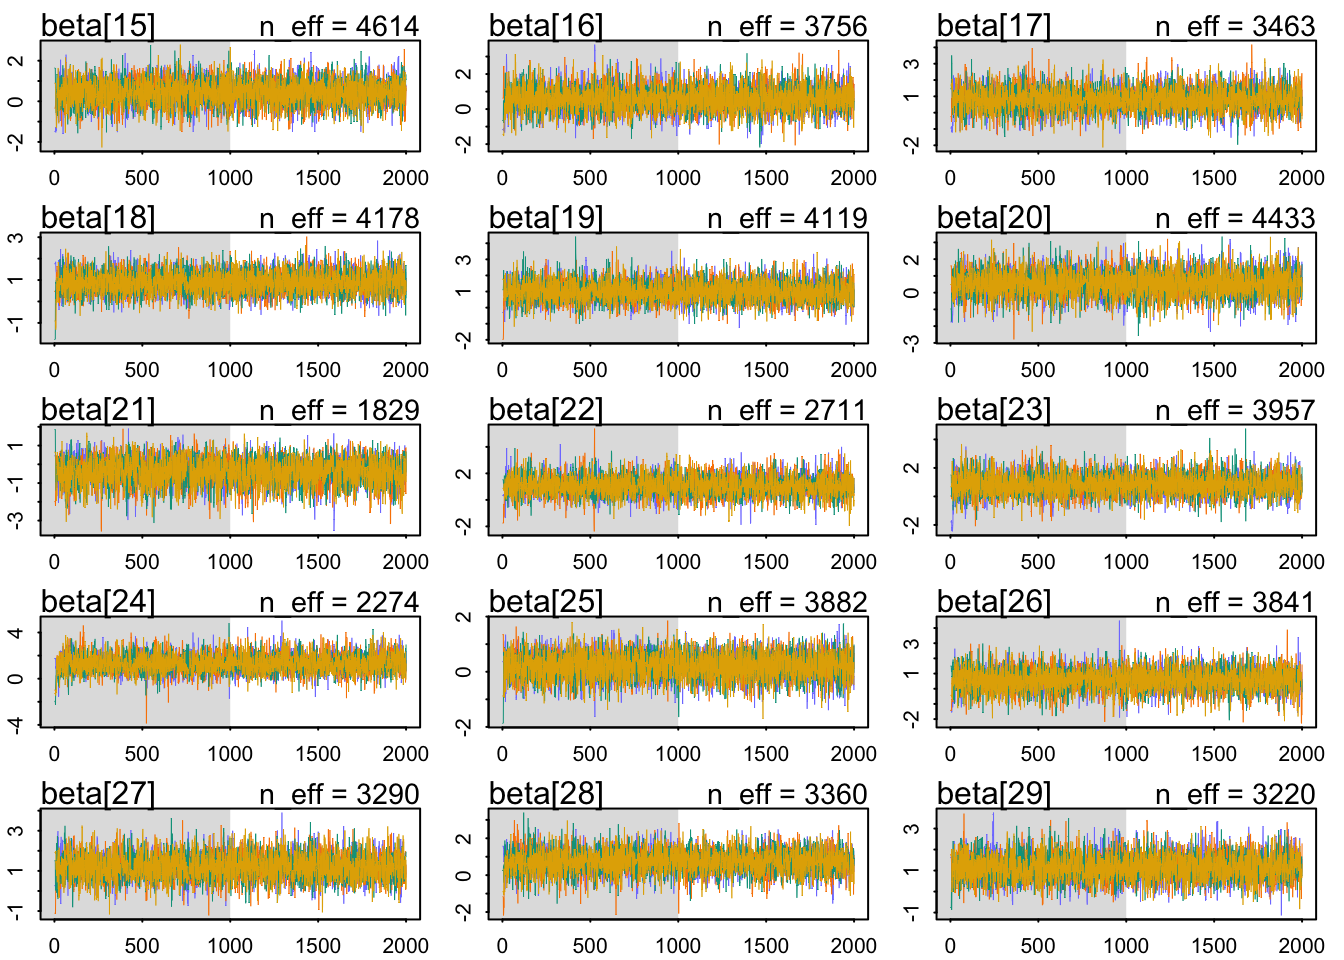 beta[15] n_eff = 4614 beta[16] n_eff = 3756 beta[17] n_eff = 3463
2 0 -2
2 0 -2
3 1 -2
0 500 1000 1500 2000 0 500 1000 1500 2000 0 500 1000 1500 2000
beta[18] n_eff = 4178 beta[19] n_eff = 4119 beta[20] n_eff = 4433
3 1 -1
3 1 -2
2 0 -3
0 500 1000 1500 2000 0 500 1000 1500 2000 0 500 1000 1500 2000
beta[21] n_eff = 1829 beta[22] n_eff = 2711 beta[23] n_eff = 3957
1 -1 -3
2 -2
2 -2
0 500 1000 1500 2000 0 500 1000 1500 2000 0 500 1000 1500 2000
beta[24] n_eff = 2274 beta[25] n_eff = 3882 beta[26] n_eff = 3841
4 0 -4
2 0 -2
3 1 -2
0 500 1000 1500 2000 0 500 1000 1500 2000 0 500 1000 1500 2000
beta[27] n_eff = 3290 beta[28] n_eff = 3360 beta[29] n_eff = 3220
3 1 -1
2 0 -2
3 1 -1
0 500 1000 1500 2000 0 500 1000 1500 2000 0 500 1000 1500 2000